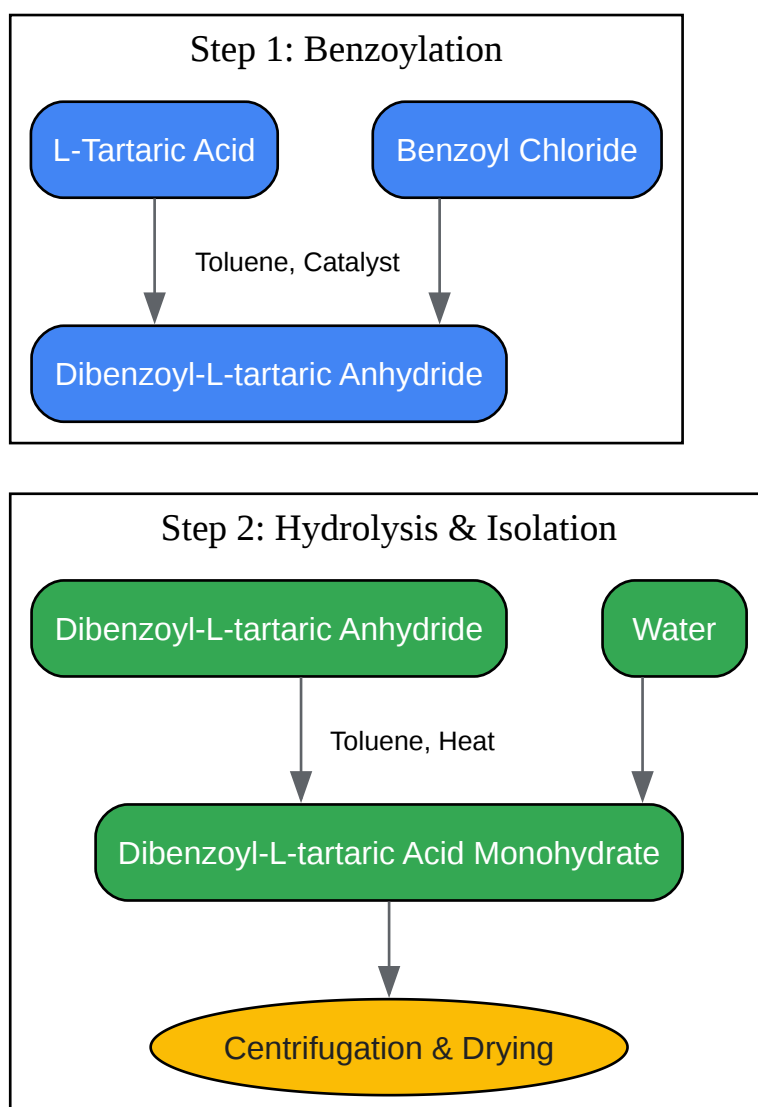 Step 1: Benzoylation
L-Tartaric Acid
Benzoyl Chloride
Toluene, Catalyst
Dibenzoyl-L-tartaric Anhydride
Step 2: Hydrolysis & Isolation
Dibenzoyl-L-tartaric Anhydride
Water
Toluene, Heat
Dibenzoyl-L-tartaric Acid Monohydrate
Centrifugation & Drying